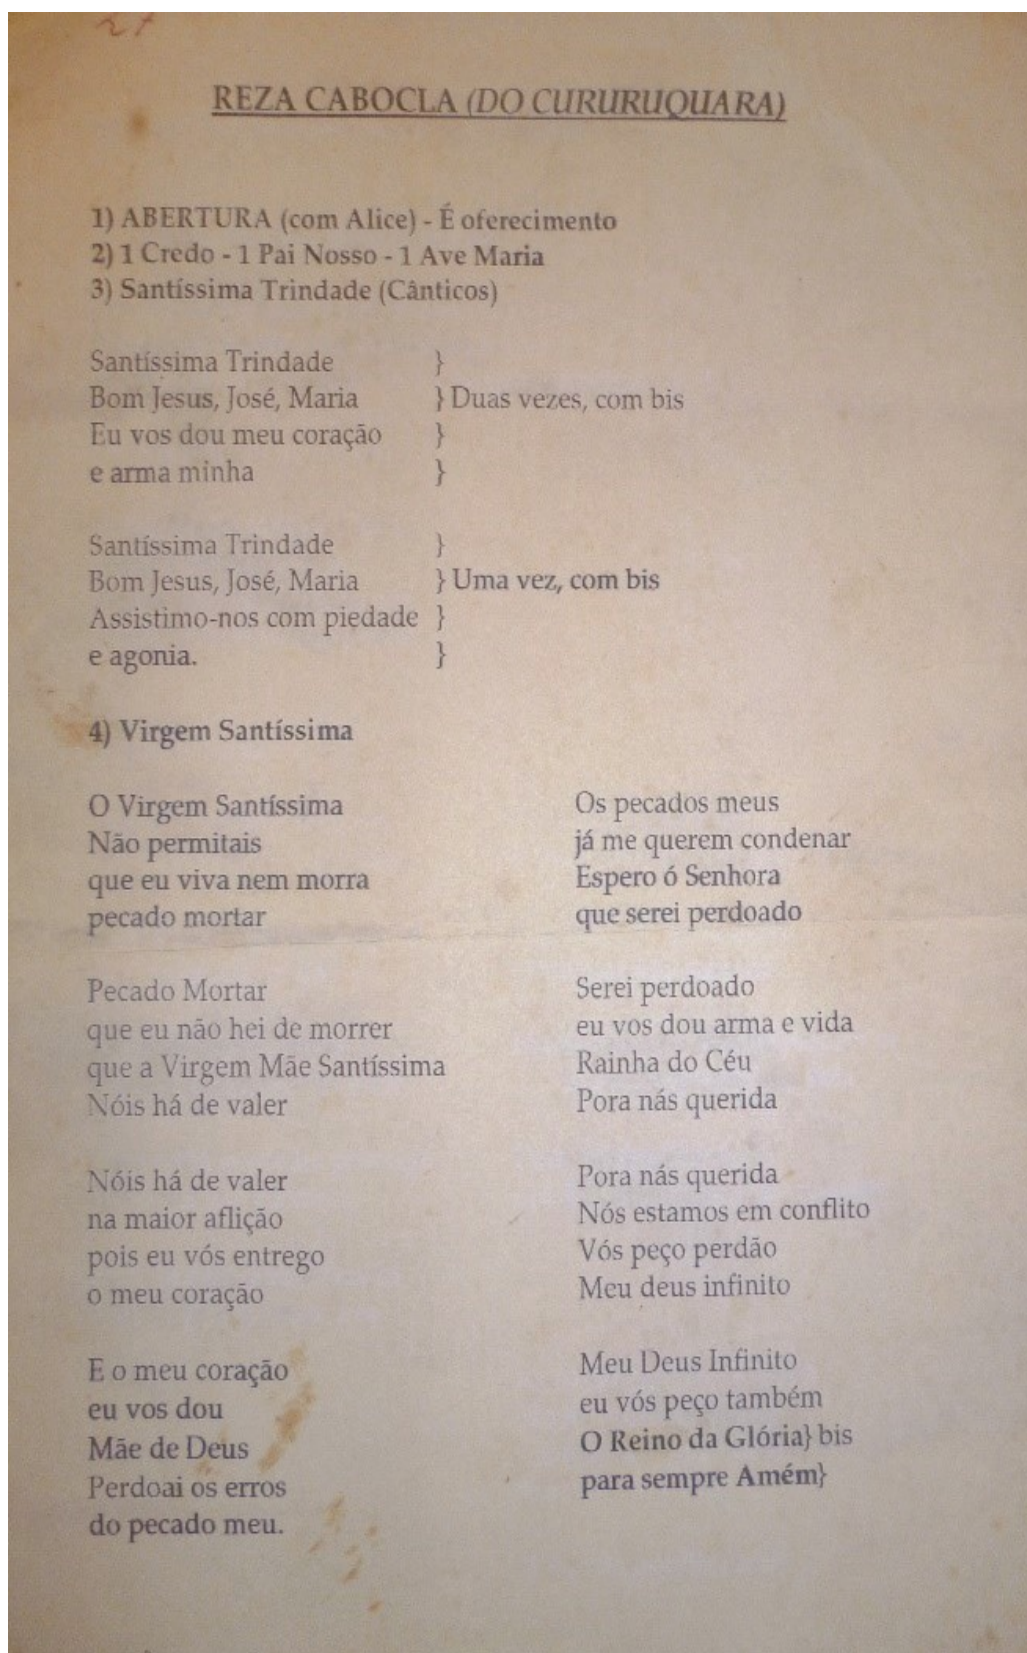 27
REZA CABOCLA (DO CURURUQUARA)
1) ABERTURA (com Alice) - É oferecimento
2) 1 Credo - 1 Pai Nosso - 1 Ave Maria
3) Santíssima Trindade (Cânticos)
Santíssima Trindade }
Bom Jesus, José, Maria } Duas vezes, com bis
Eu vos dou meu coração }
e arma minha }
Santíssima Trindade }
Bom Jesus, José, Maria } Uma vez, com bis
Assistimo-nos com piedade }
e agonia. }
4) Virgem Santíssima
O Virgem Santíssima
Não permitais
que eu viva nem morra
pecado mortar
Pecado Mortar
que eu não hei de morrer
que a Virgem Mãe Santíssima
Nóis há de valer
Nóis há de valer
na maior aflição
pois eu vós entrego
o meu coração
E o meu coração
eu vos dou
Mãe de Deus
Perdoai os erros
do pecado meu.
Os pecados meus
já me querem condenar
Espero ó Senhora
que serei perdoado
Serei perdoado
eu vos dou arma e vida
Rainha do Céu
Pora nás querida
Pora nás querida
Nós estamos em conflito
Vós peço perdão
Meu deus infinito
Meu Deus Infinito
eu vós peço também
O Reino da Glória} bis
para sempre Amém}